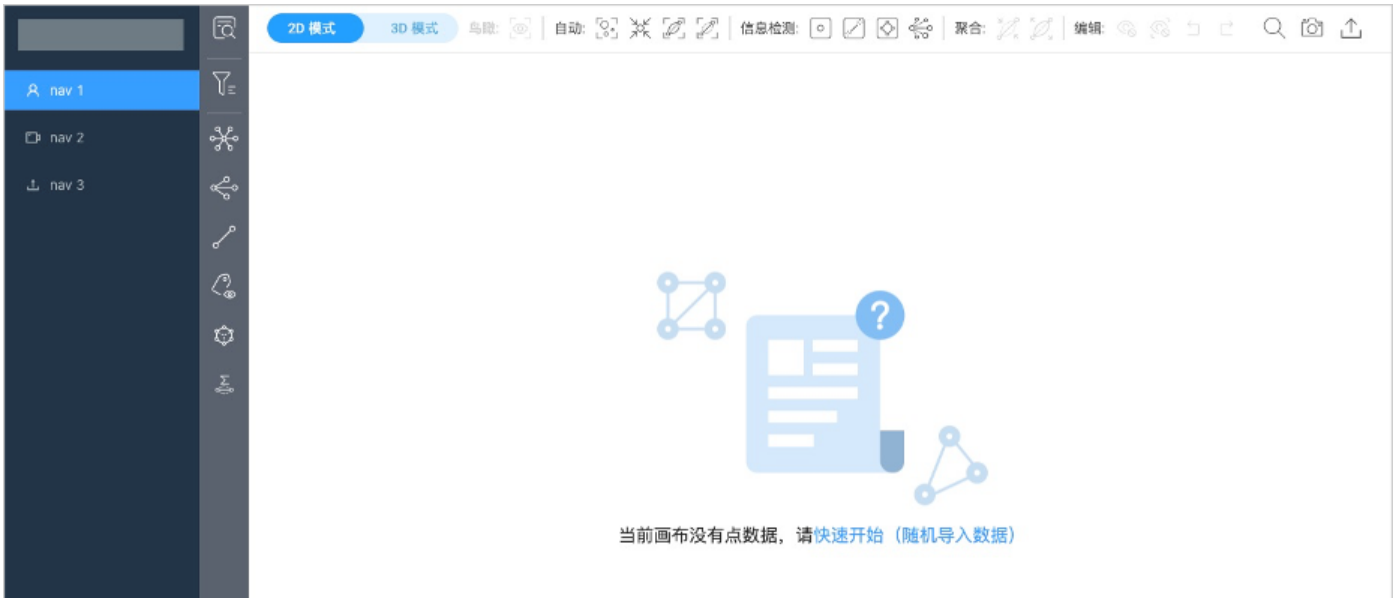 2D 模式 3D 模式 鸟瞰: 自动: 信息检测: 聚合: 编辑:
nav 1
nav 2
nav 3
?
当前画布没有点数据，请快速开始（随机导入数据）